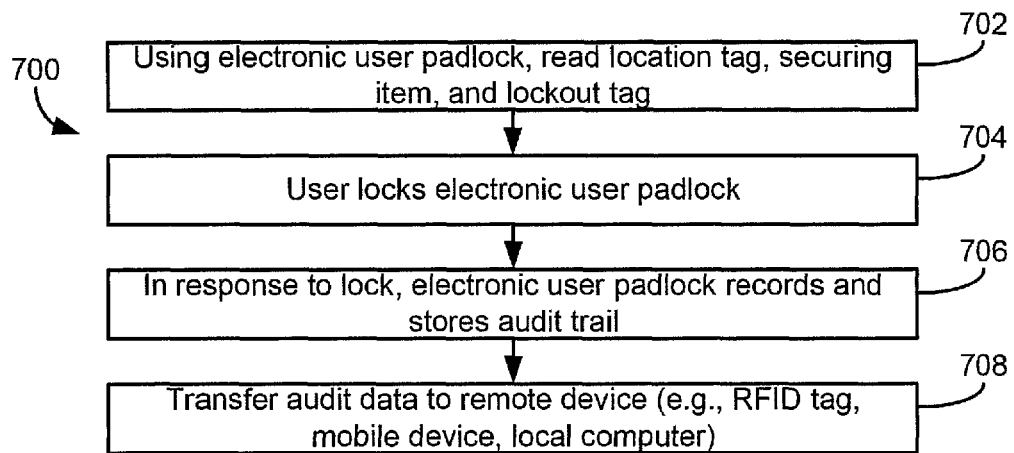 700
702
Using electronic user padlock, read location tag, securing
item, and lockout tag
704
User locks electronic user padlock
706
In response to lock, electronic user padlock records and
stores audit trail
708
Transfer audit data to remote device (e.g., RFID tag,
mobile device, local computer)